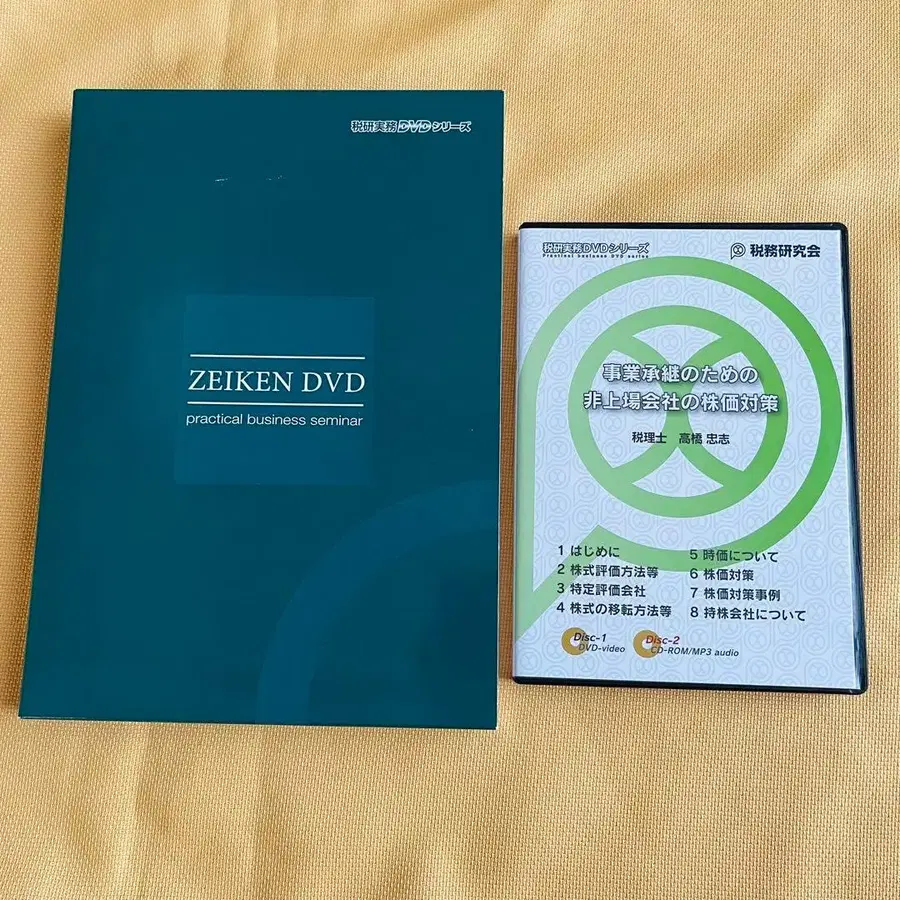 税研実務DVDシリーズ
ZEIKEN DVD
practical business seminar
税研実務DVDシリーズ
Practical business DVD series
税務研究会
事業承継のための
非上場会社の株価対策
税理士 高橋 忠志
1 はじめに
2 株式評価方法等
3 特定評価会社
4 株式の移転方法等
5 時価について
6 株価対策
7 株価対策事例
8 持株会社について
Disc-1
DVD-video
Disc-2
CD-ROM/MP3 audio